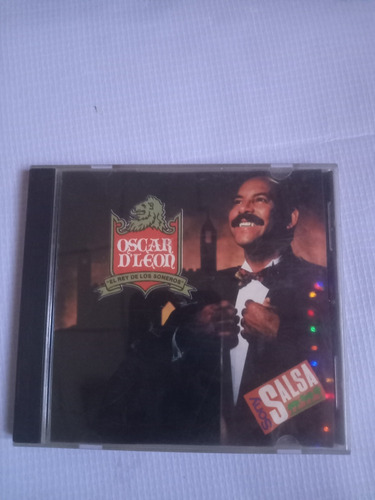 OSCAR
D'LEON
"EL REY DE LOS SONEROS"
SALSA